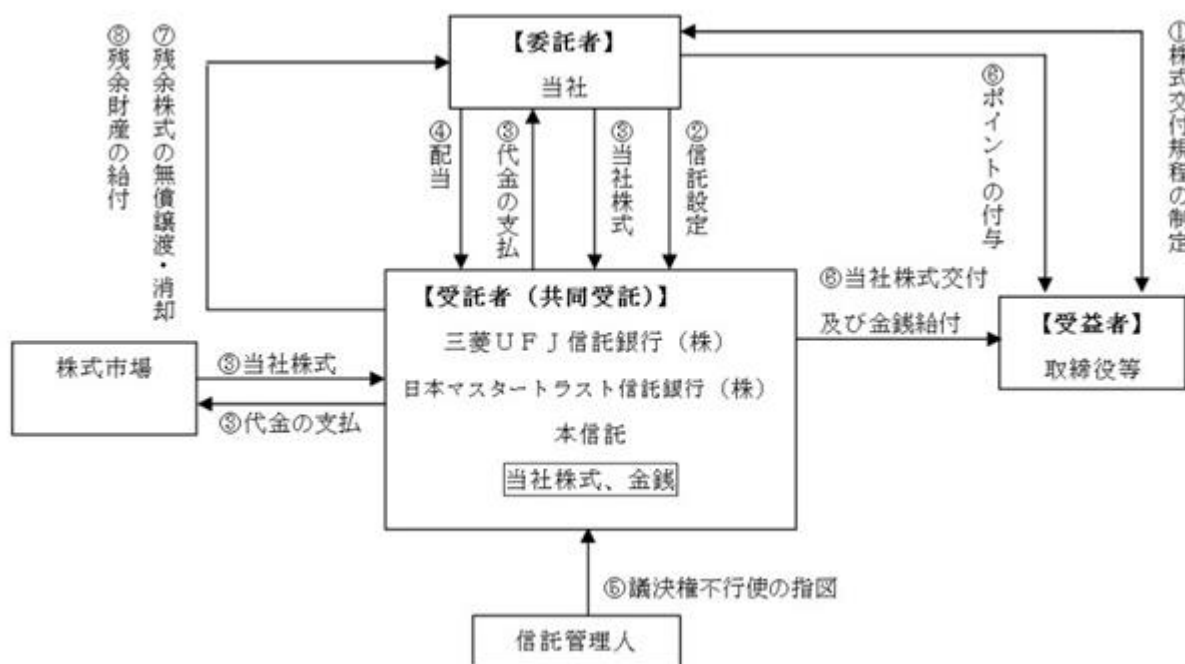 ⑧残余財産の給付
⑦残余株式の無償譲渡・消却
【委託者】
当社
④配当
③代金の支払
③当社株式
②信託設定
⑥ポイントの付与
①株式交付規程の制定
【受託者（共同受託）】
三菱ＵＦＪ信託銀行（株）
日本マスタートラスト信託銀行（株）
本信託
当社株式、金銭
⑥当社株式交付
及び金銭給付
【受益者】
取締役等
株式市場
③当社株式
③代金の支払
⑤議決権不行使の指図
信託管理人